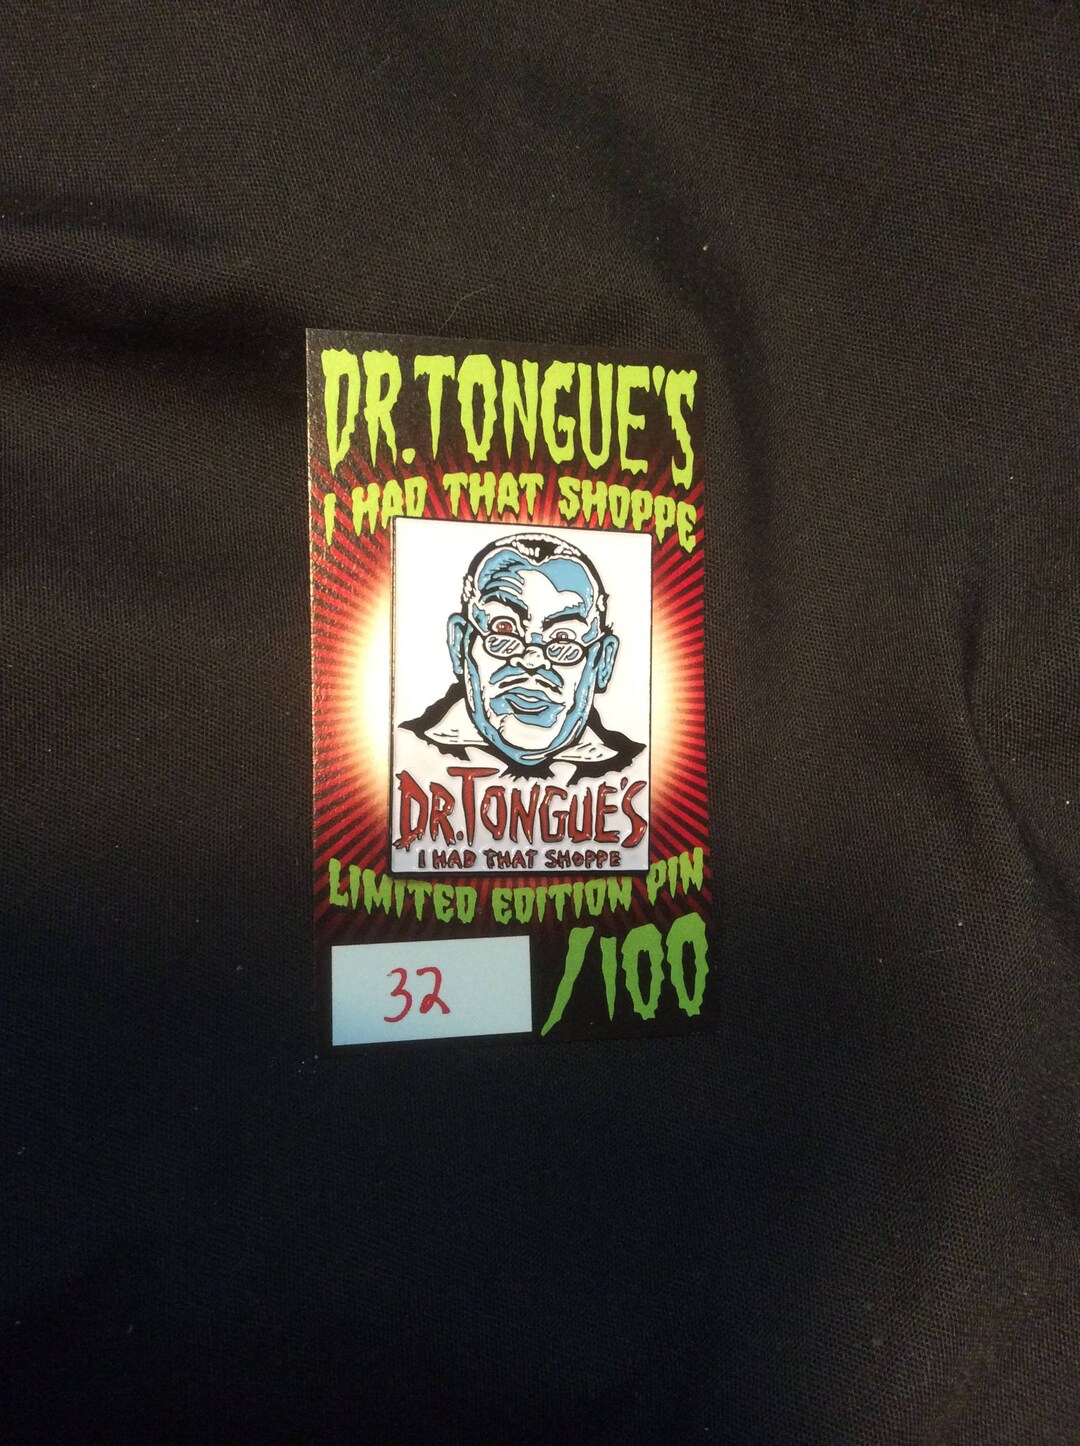 DR. TONGUE'S
I HAD THAT SHOPPE
DR. TONGUE'S
I HAD THAT SHOPPE
LIMITED EDITION PIN
32 /100